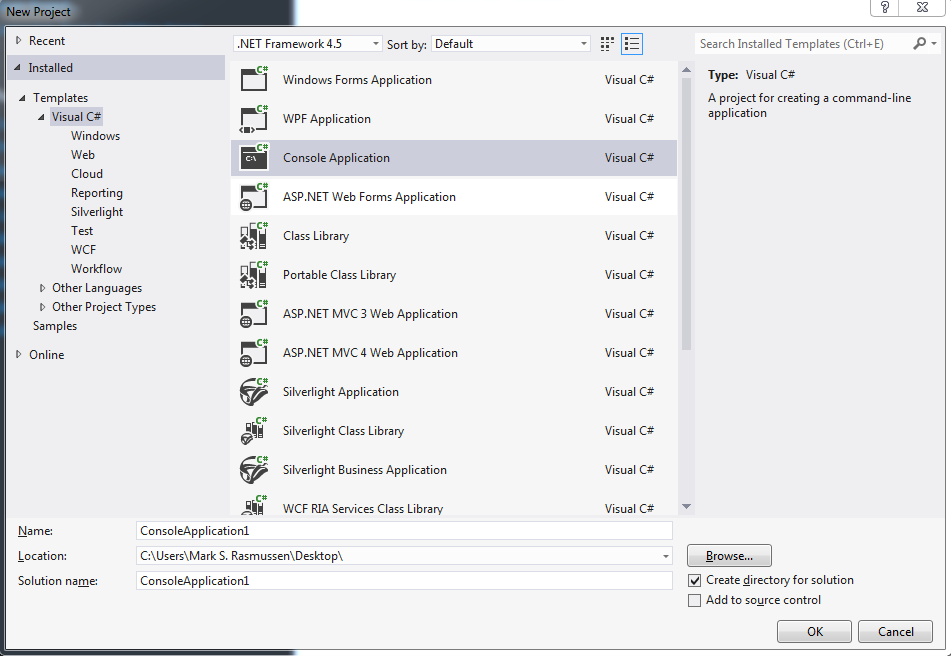 New Project
?
Recent
.NET Framework 4.5
Sort by:
Default
Search Installed Templates (Ctrl+E)
Installed
Templates
Visual C#
Windows
Web
Cloud
Reporting
Silverlight
Test
WCF
Workflow
Other Languages
Other Project Types
Samples
Online
C#
Windows Forms Application Visual C#
C#
WPF Application Visual C#
C#
C:\
Console Application Visual C#
C#
ASP.NET Web Forms Application
C#
Class Library Visual C#
C#
Portable Class Library Visual C#
C#
ASP.NET MVC 3 Web Application Visual C#
C#
ASP.NET MVC 4 Web Application Visual C#
C#
Silverlight Application Visual C#
C#
Silverlight Class Library Visual C#
C#
Silverlight Business Application Visual C#
C#
WCF RIA Services Class Library Visual C#
Type: Visual C#
A project for creating a command-line
application
Name: ConsoleApplication1
Location: C:\Users\Mark S. Rasmussen\Desktop\
Browse...
Solution name: ConsoleApplication1
Create directory for solution
Add to source control
OK
Cancel